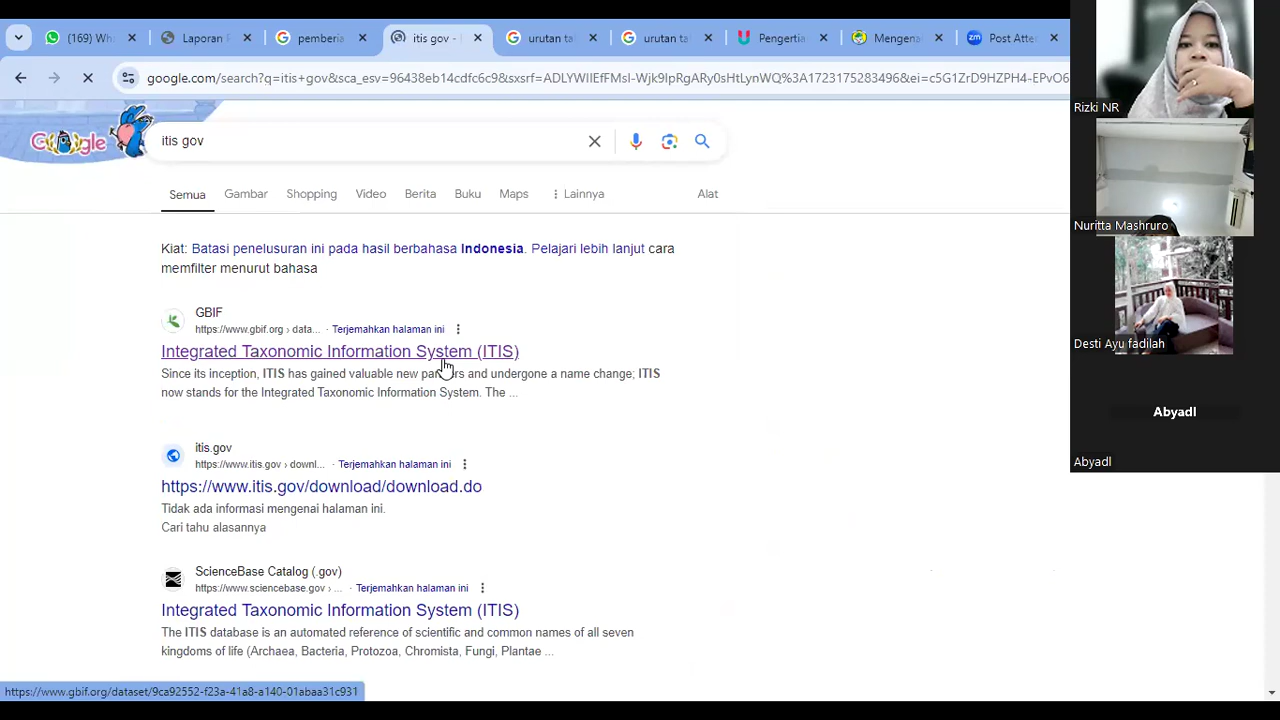 (169) Wh
Laporan F
pemberia
itis gov -
urutan ta
urutan ta
Pengertia
Mengena
Post Atte
google.com/search?q=itis+gov&sca_esv=96438eb14cdfc6c9&sxsrf=ADLYWIIEfFMsI-Wjk9IpRgARy0sHtLynWQ%3A1723175283496&ei=c5G1ZrD9HZPH4-EPvO6
Google
itis gov
Semua Gambar Shopping Video Berita Buku Maps Lainnya Alat
Kiat: Batasi penelusuran ini pada hasil berbahasa Indonesia. Pelajari lebih lanjut cara
memfilter menurut bahasa
GBIF
https://www.gbif.org › data... · Terjemahkan halaman ini
Integrated Taxonomic Information System (ITIS)
Since its inception, ITIS has gained valuable new partners and undergone a name change; ITIS
now stands for the Integrated Taxonomic Information System. The ...
itis.gov
https://www.itis.gov › downl... · Terjemahkan halaman ini
https://www.itis.gov/download/download.do
Tidak ada informasi mengenai halaman ini.
Cari tahu alasannya
ScienceBase Catalog (.gov)
https://www.sciencebase.gov › ... · Terjemahkan halaman ini
Integrated Taxonomic Information System (ITIS)
The ITIS database is an automated reference of scientific and common names of all seven
kingdoms of life (Archaea, Bacteria, Protozoa, Chromista, Fungi, Plantae ...
https://www.gbif.org/dataset/9ca92552-f23a-41a8-a140-01abaa31c931
Rizki NR
Nuritta Mashruro
Desti Ayu fadilah
Abyadl
Abyadl